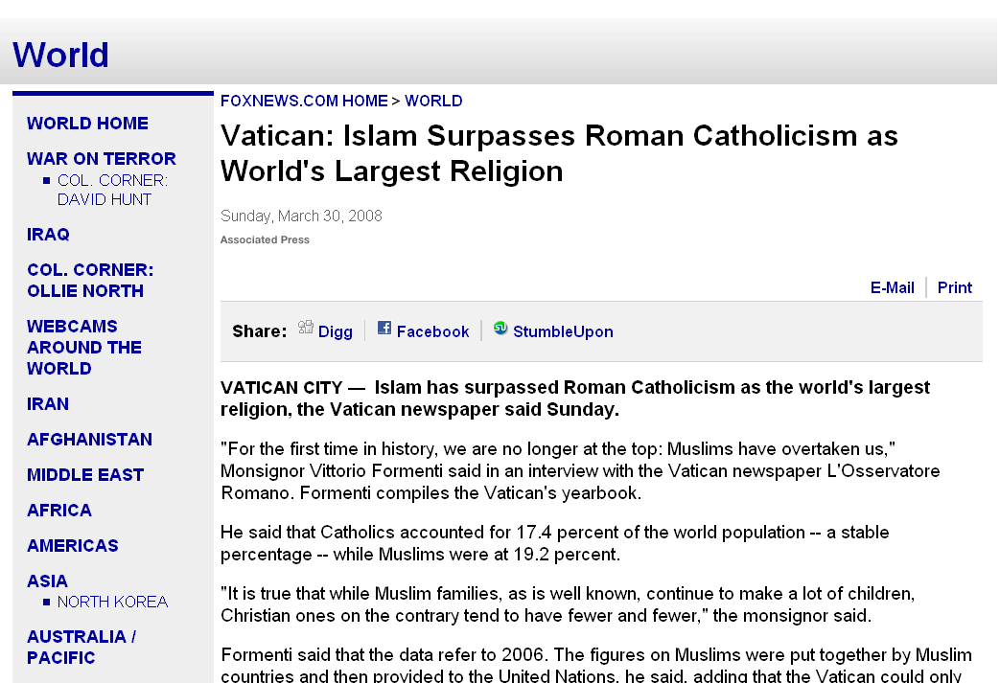 World
WORLD HOME
WAR ON TERROR
COL. CORNER:
DAVID HUNT
IRAQ
COL. CORNER:
OLLIE NORTH
WEBCAMS
AROUND THE
WORLD
IRAN
AFGHANISTAN
MIDDLE EAST
AFRICA
AMERICAS
ASIA
NORTH KOREA
AUSTRALIA /
PACIFIC
FOXNEWS.COM HOME > WORLD
Vatican: Islam Surpasses Roman Catholicism as
World's Largest Religion
Sunday, March 30, 2008
Associated Press
E-Mail Print
Share: Digg Facebook StumbleUpon
VATICAN CITY — Islam has surpassed Roman Catholicism as the world's largest
religion, the Vatican newspaper said Sunday.
"For the first time in history, we are no longer at the top: Muslims have overtaken us,"
Monsignor Vittorio Formenti said in an interview with the Vatican newspaper L'Osservatore
Romano. Formenti compiles the Vatican's yearbook.
He said that Catholics accounted for 17.4 percent of the world population -- a stable
percentage -- while Muslims were at 19.2 percent.
"It is true that while Muslim families, as is well known, continue to make a lot of children,
Christian ones on the contrary tend to have fewer and fewer," the monsignor said.
Formenti said that the data refer to 2006. The figures on Muslims were put together by Muslim
countries and then provided to the United Nations, he said, adding that the Vatican could only